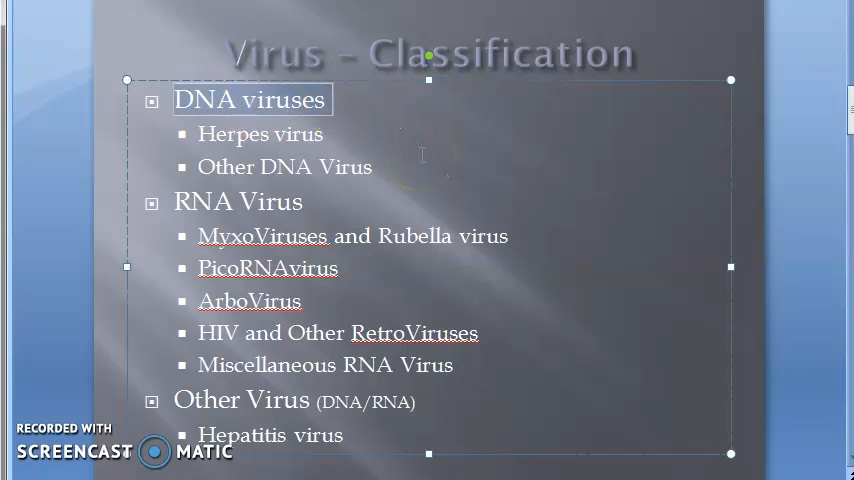 Virus – Classification
DNA viruses
Herpes virus
Other DNA Virus
RNA Virus
MyxoViruses and Rubella virus
PicoRNAvirus
ArboVirus
HIV and Other RetroViruses
Miscellaneous RNA Virus
Other Virus (DNA/RNA)
Hepatitis virus
RECORDED WITH
SCREENCAST MATIC